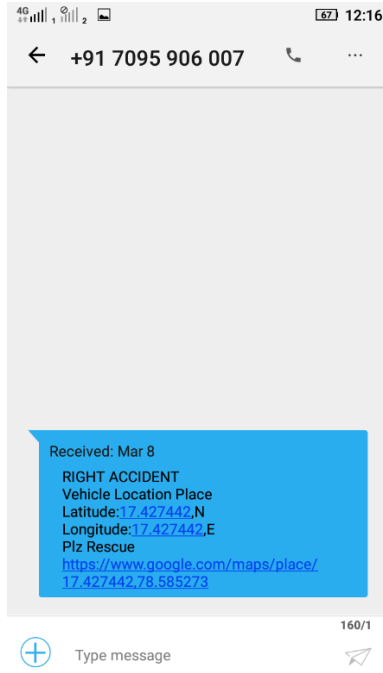 4G 1 2 67 12:16
+91 7095 906 007
Received: Mar 8
RIGHT ACCIDENT
Vehicle Location Place
Latitude:17.427442,N
Longitude:17.427442,E
Plz Rescue
https://www.google.com/maps/place/
17.427442,78.585273
160/1
Type message